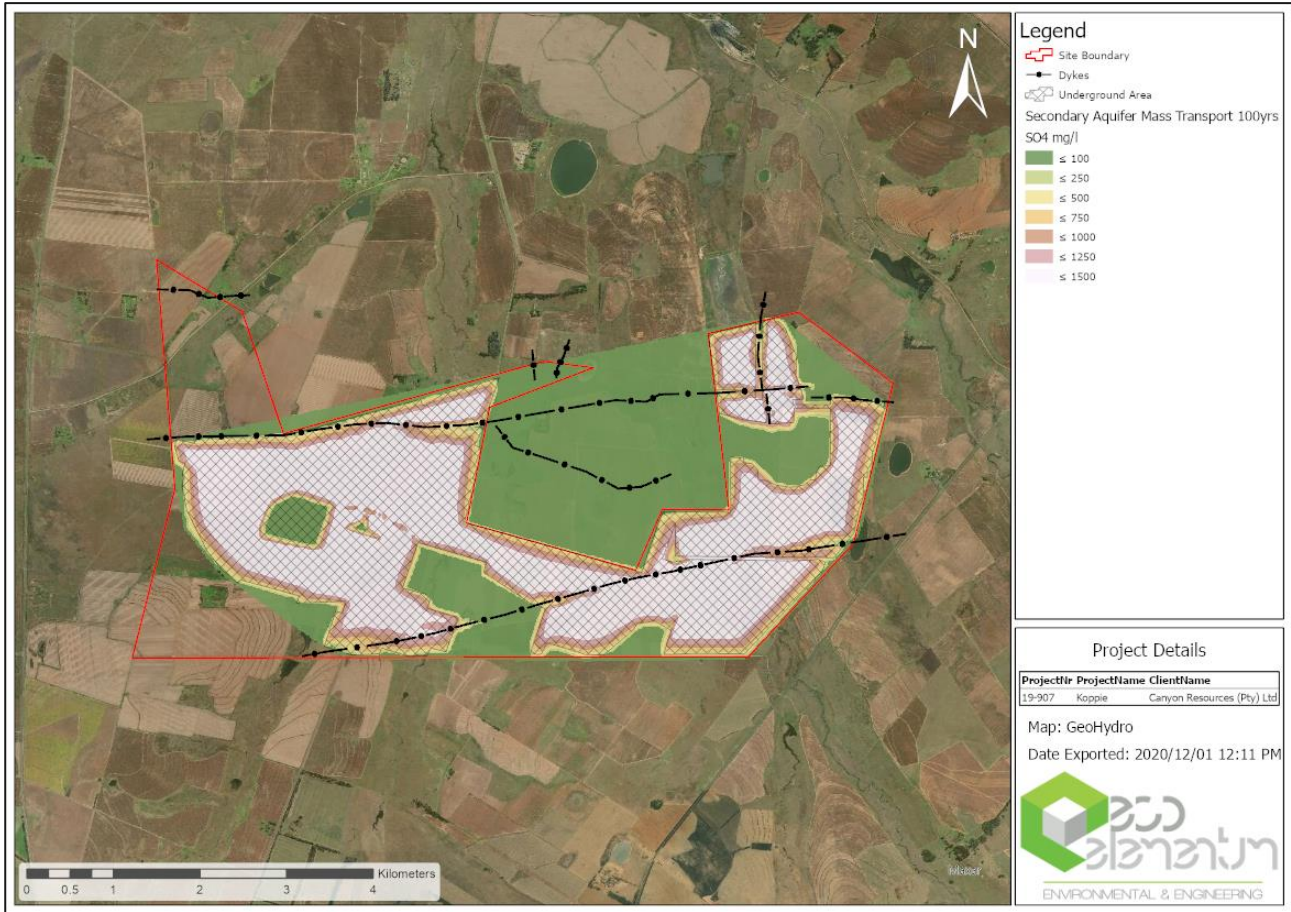 N
Legend
Site Boundary
Dykes
Underground Area
Secondary Aquifer Mass Transport 100yrs
SO4 mg/l
≤ 100
≤ 250
≤ 500
≤ 750
≤ 1000
≤ 1250
≤ 1500
Project Details
ProjectNr ProjectName ClientName
19-907 Koppie Canyon Resources (Pty) Ltd
Map: GeoHydro
Date Exported: 2020/12/01 12:11 PM
eco
elementum
ENVIRONMENTAL & ENGINEERING
Kilometers
0 0.5 1 2 3 4